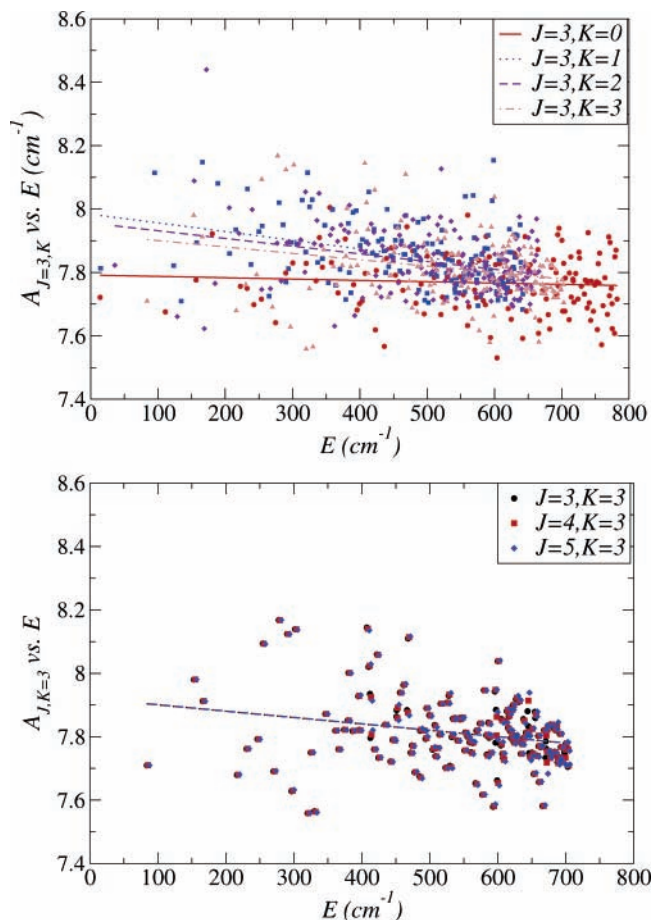 8.6
8.4
8.2
8
7.8
7.6
7.4
A_{J=3,K} vs. E (cm^{-1})
J=3,K=0
J=3,K=1
J=3,K=2
J=3,K=3
0 100 200 300 400 500 600 700 800
E (cm^{-1})
8.6
8.4
8.2
8
7.8
7.6
7.4
A_{J,K=3} vs. E
J=3,K=3
J=4,K=3
J=5,K=3
0 100 200 300 400 500 600 700 800
E (cm^{-1})